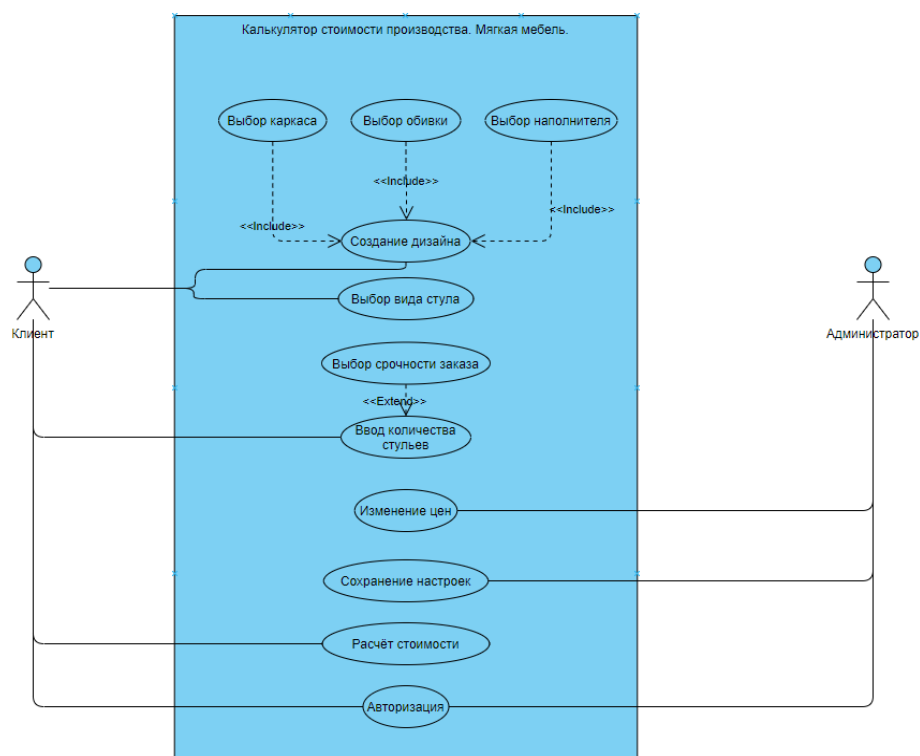 Калькулятор стоимости производства. Мягкая мебель.
Выбор каркаса
Выбор обивки
Выбор наполнителя
<<Include>>
<<Include>>
<<Include>>
Создание дизайна
Выбор вида стула
Клиент
Администратор
Выбор срочности заказа
<<Extend>>
Ввод количества
стульев
Изменение цен
Сохранение настроек
Расчёт стоимости
Авторизация